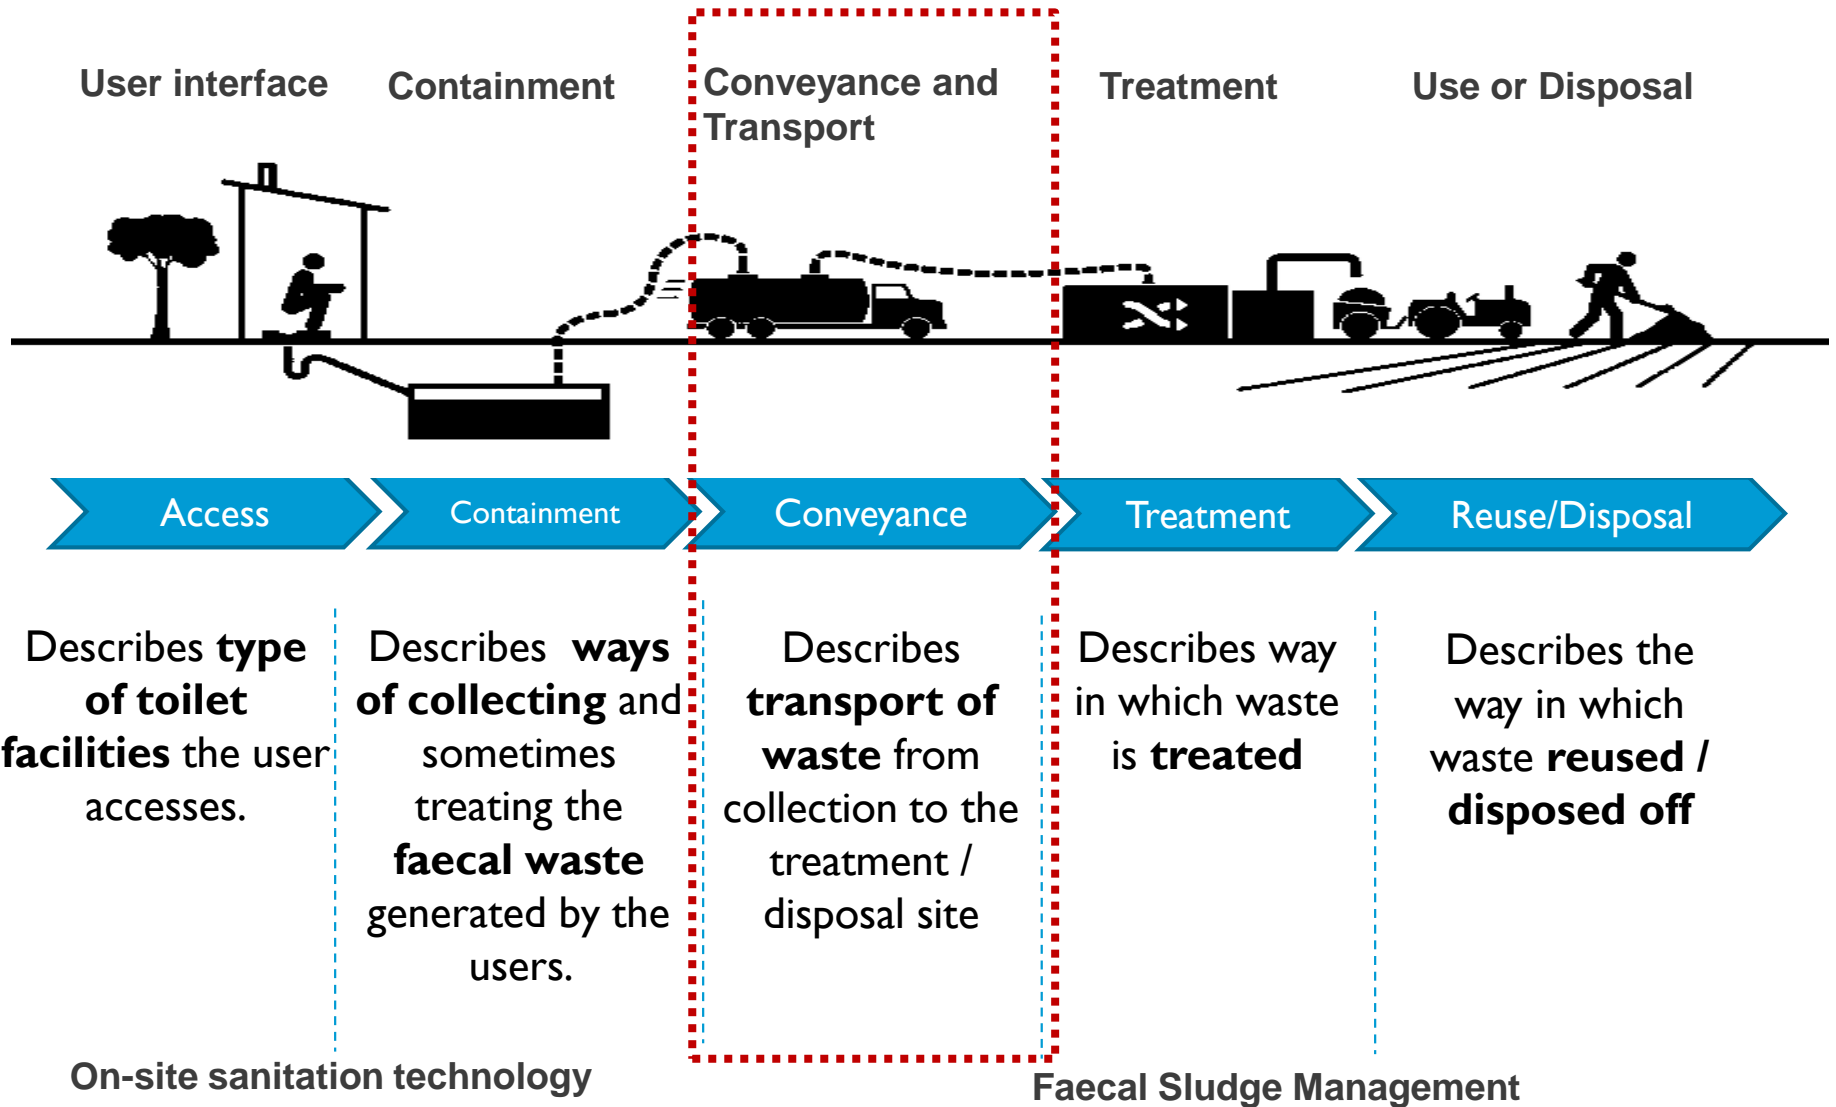 User interface
Containment
Conveyance and
Transport
Treatment
Use or Disposal
Access
Containment
Conveyance
Treatment
Reuse/Disposal
Describes type
of toilet
facilities the user
accesses.
Describes ways
of collecting and
sometimes
treating the
faecal waste
generated by the
users.
Describes
transport of
waste from
collection to the
treatment /
disposal site
Describes way
in which waste
is treated
Describes the
way in which
waste reused /
disposed off
On-site sanitation technology
Faecal Sludge Management